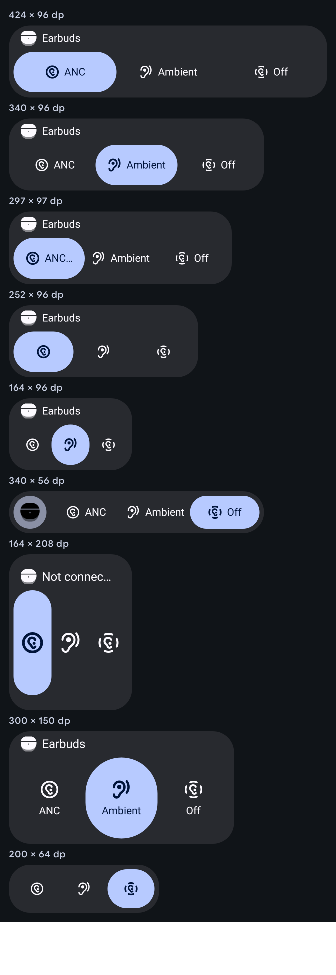 424 × 96 dp
Earbuds
ANC Ambient Off
340 × 96 dp
Earbuds
ANC Ambient Off
297 × 97 dp
Earbuds
ANC... Ambient Off
252 × 96 dp
Earbuds
164 × 96 dp
Earbuds
340 × 56 dp
ANC Ambient Off
164 × 208 dp
Not connec...
300 × 150 dp
Earbuds
ANC Ambient Off
200 × 64 dp